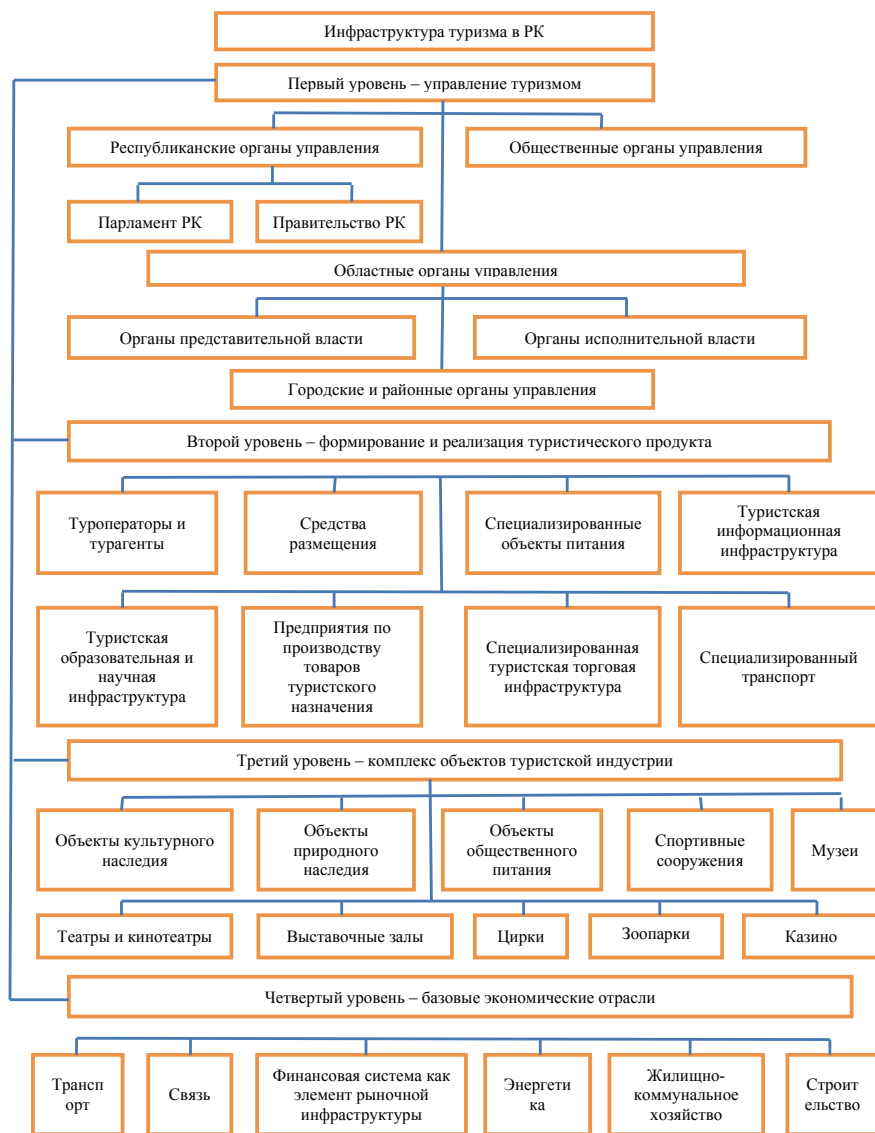 Инфраструктура туризма в РК
Первый уровень – управление туризмом
Республиканские органы управления
Общественные органы управления
Парламент РК
Правительство РК
Областные органы управления
Органы представительной власти
Органы исполнительной власти
Городские и районные органы управления
Второй уровень – формирование и реализация туристического продукта
Туроператоры и
турагенты
Средства
размещения
Специализированные
объекты питания
Туристская
информационная
инфраструктура
Туристская
образовательная и
научная
инфраструктура
Предприятия по
производству
товаров
туристского
назначения
Специализированная
туристская торговая
инфраструктура
Специализированный
транспорт
Третий уровень – комплекс объектов туристской индустрии
Объекты культурного
наследия
Объекты
природного
наследия
Объекты
общественного
питания
Спортивные
сооружения
Музеи
Театры и кинотеатры
Выставочные залы
Цирки
Зоопарки
Казино
Четвертый уровень – базовые экономические отрасли
Трансп
орт
Связь
Финансовая система как
элемент рыночной
инфраструктуры
Энергети
ка
Жилищно-
коммунальное
хозяйство
Строит
ельство